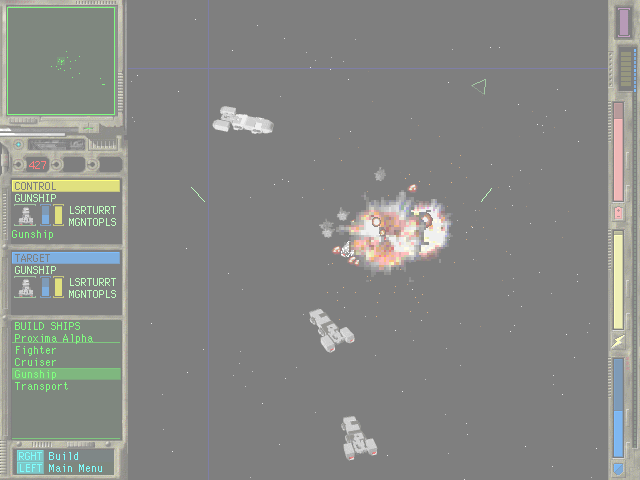 427
CONTROL
GUNSHIP
LSRTURRT
MGNTOPLS
Gunship
TARGET
GUNSHIP
LSRTURRT
MGNTOPLS
BUILD SHIPS
Proxima Alpha
Fighter
Cruiser
Gunship
Transport
RGHT Build
LEFT Main Menu